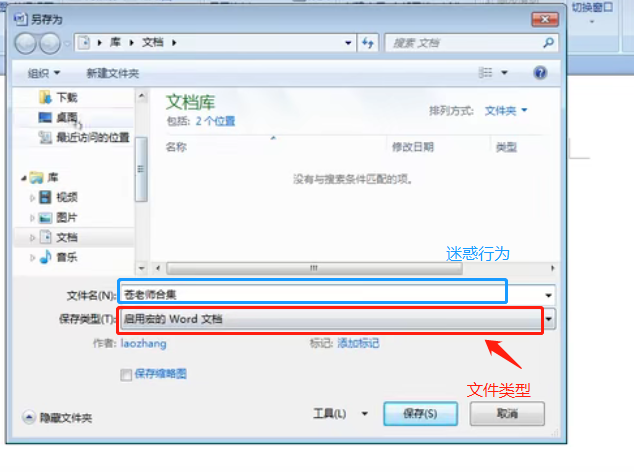 另存为
切换窗口
库 文档
搜索 文档
组织 新建文件夹
下载
桌面
最近访问的位置
库
视频
图片
文档
音乐
文档库
包括: 2 个位置
排列方式: 文件夹
名称 修改日期 类型
没有与搜索条件匹配的项。
迷惑行为
文件名(N): 苍老师合集
保存类型(T): 启用宏的 Word 文档
作者: laozhang 标记: 添加标记
保存缩略图
文件类型
隐藏文件夹 工具(L) 保存(S) 取消